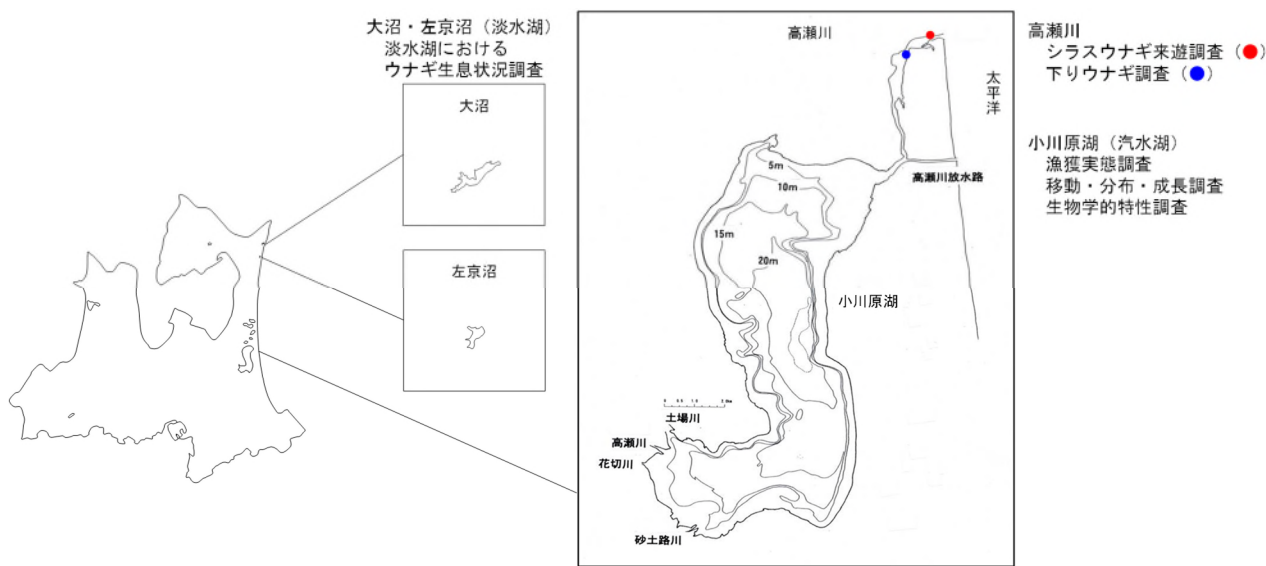 大沼・左京沼（淡水湖）
淡水湖における
ウナギ生息状況調査
大沼
左京沼
高瀬川
太平洋
5m
10m
15m
20m
高瀬川放水路
小川原湖
土場川
高瀬川
花切川
砂土路川
高瀬川
シラスウナギ来遊調査（●）
下りウナギ調査（●）
小川原湖（汽水湖）
漁獲実態調査
移動・分布・成長調査
生物学的特性調査